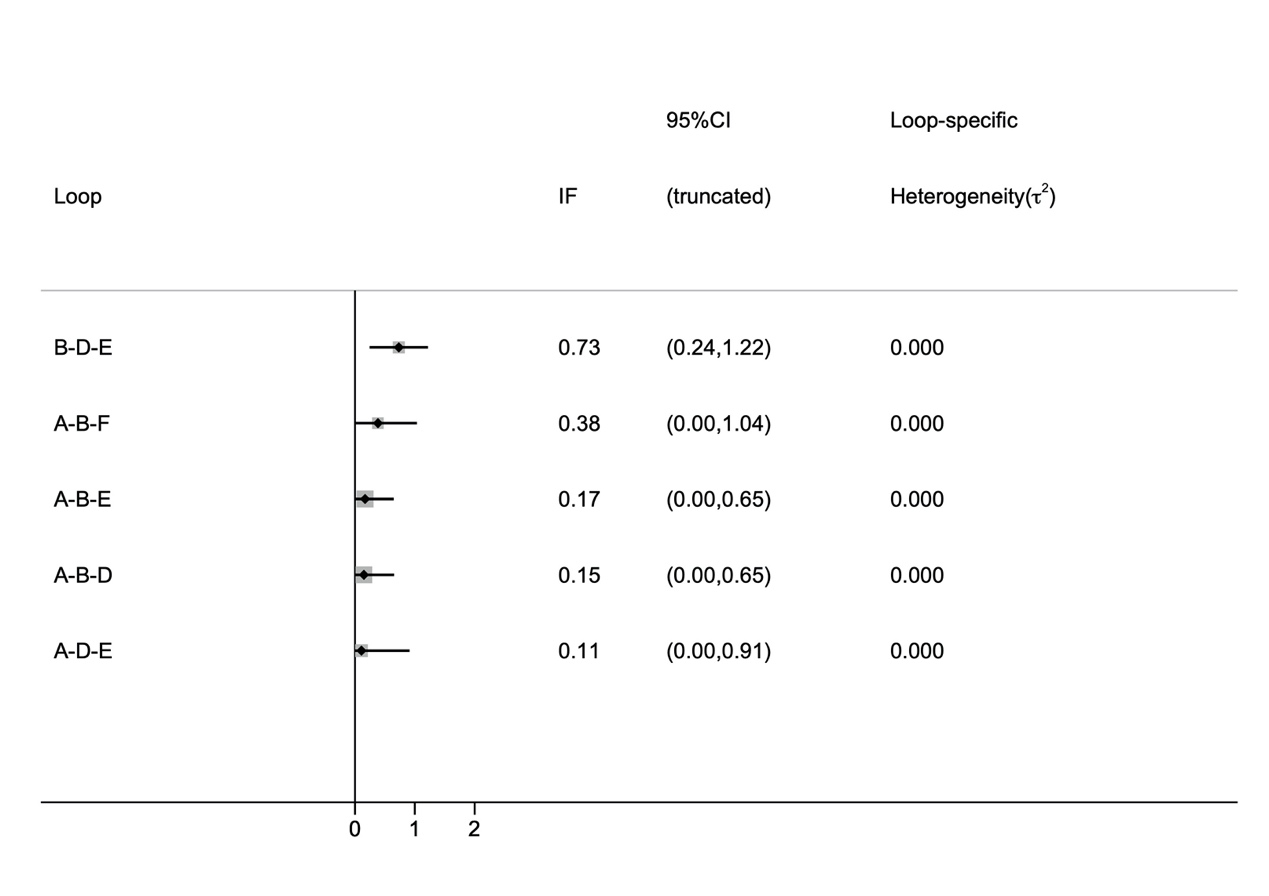 95%CI Loop-specific
Loop IF (truncated) Heterogeneity(τ²)
B-D-E 0.73 (0.24,1.22) 0.000
A-B-F 0.38 (0.00,1.04) 0.000
A-B-E 0.17 (0.00,0.65) 0.000
A-B-D 0.15 (0.00,0.65) 0.000
A-D-E 0.11 (0.00,0.91) 0.000
0 1 2